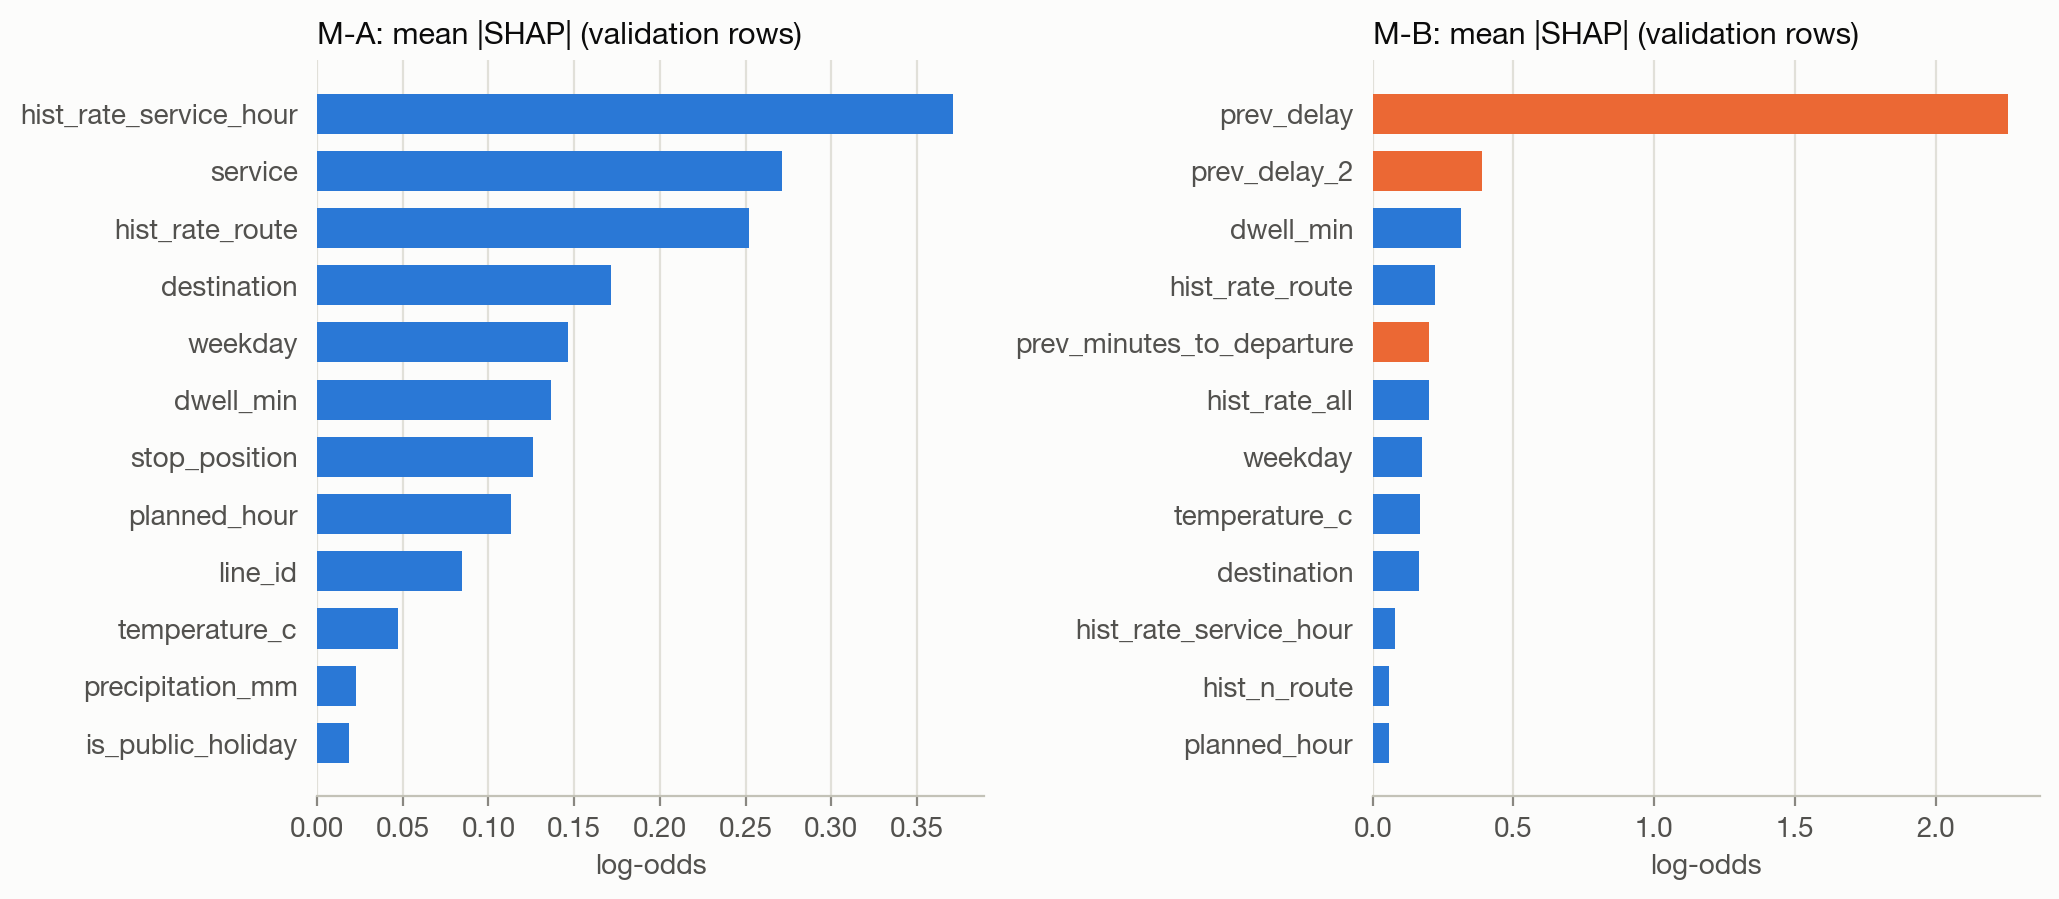 M-A: mean |SHAP| (validation rows)
hist_rate_service_hour
service
hist_rate_route
destination
weekday
dwell_min
stop_position
planned_hour
line_id
temperature_c
precipitation_mm
is_public_holiday
0.00 0.05 0.10 0.15 0.20 0.25 0.30 0.35
log-odds
M-B: mean |SHAP| (validation rows)
prev_delay
prev_delay_2
dwell_min
hist_rate_route
prev_minutes_to_departure
hist_rate_all
weekday
temperature_c
destination
hist_rate_service_hour
hist_n_route
planned_hour
0.0 0.5 1.0 1.5 2.0
log-odds